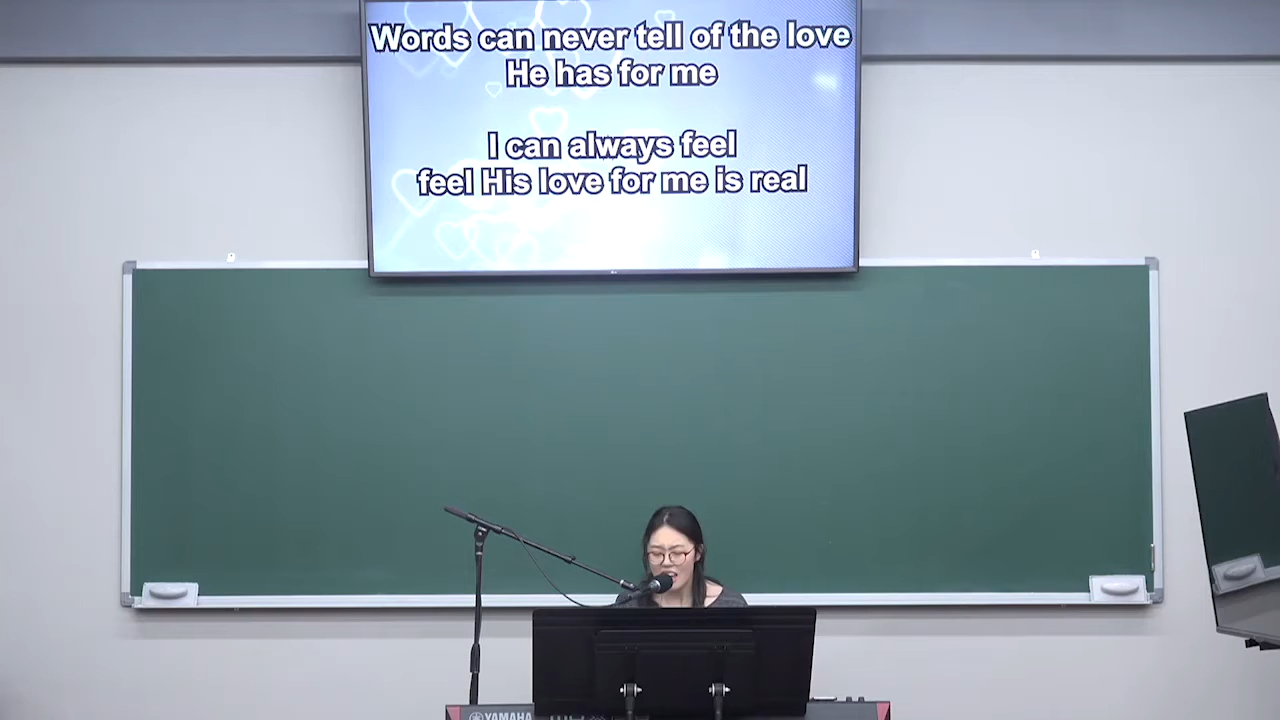 Words can never tell of the love
He has for me
I can always feel
feel His love for me is real
YAMAHA